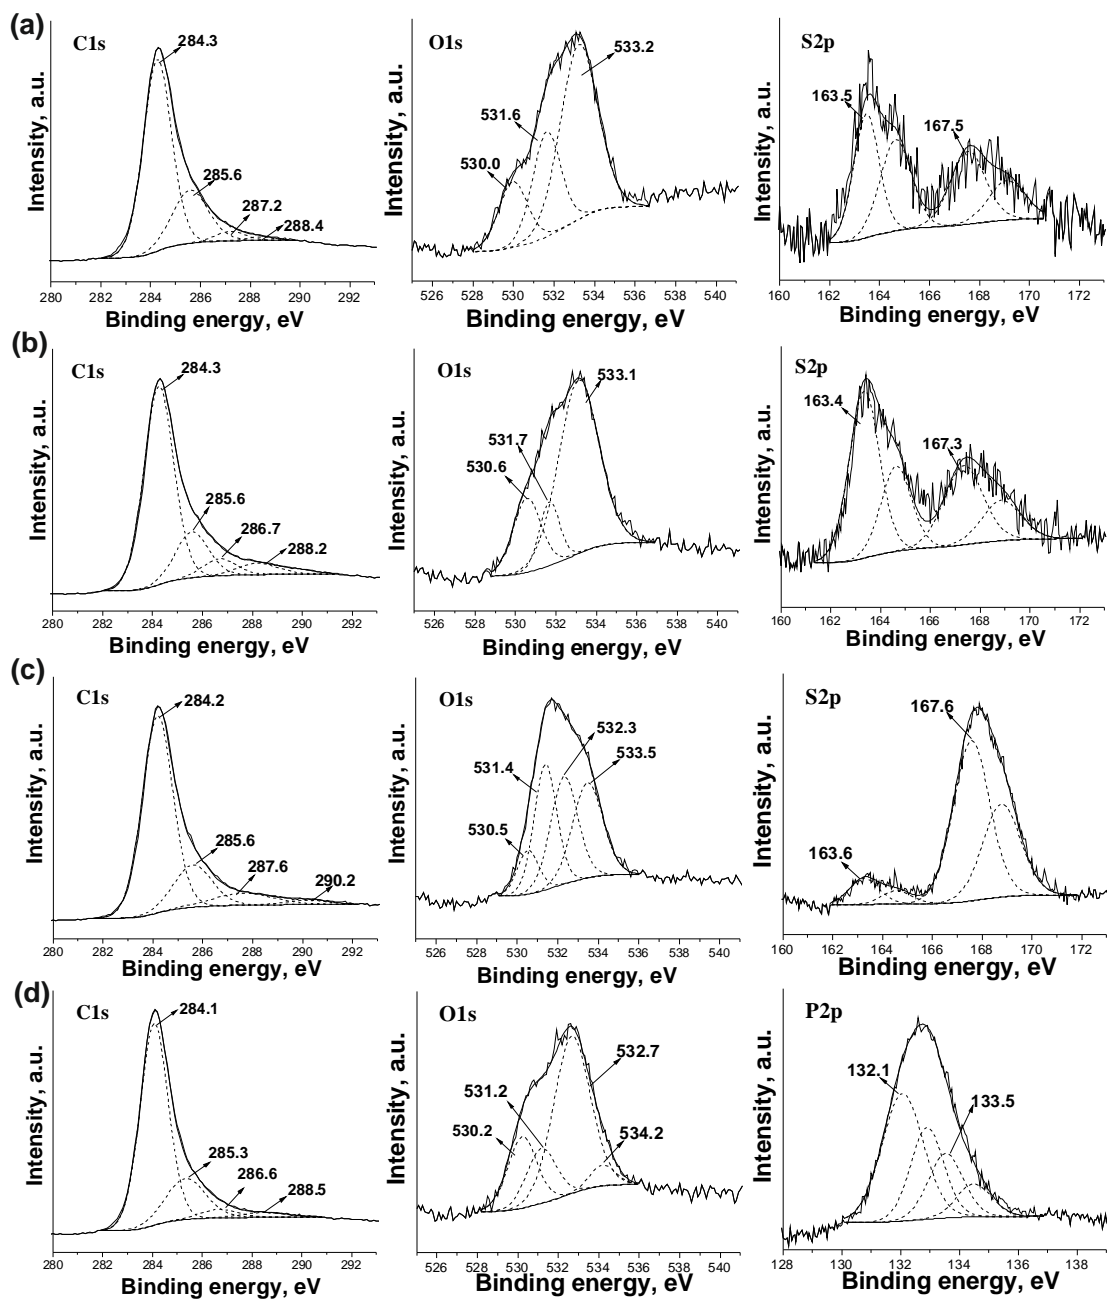 (a)
C1s
284.3
285.6
287.2
288.4
Intensity, a.u.
280 282 284 286 288 290 292
Binding energy, eV
O1s
533.2
531.6
530.0
Intensity, a.u.
526 528 530 532 534 536 538 540
Binding energy, eV
S2p
163.5
167.5
Intensity, a.u.
160 162 164 166 168 170 172
Binding energy, eV
(b)
C1s
284.3
285.6
286.7
288.2
Intensity, a.u.
280 282 284 286 288 290 292
Binding energy, eV
O1s
533.1
531.7
530.6
Intensity, a.u.
526 528 530 532 534 536 538 540
Binding energy, eV
S2p
163.4
167.3
Intensity, a.u.
160 162 164 166 168 170 172
Binding energy, eV
(c)
C1s
284.2
285.6
287.6
290.2
Intensity, a.u.
280 282 284 286 288 290 292
Binding energy, eV
O1s
532.3
533.5
531.4
530.5
Intensity, a.u.
526 528 530 532 534 536 538 540
Binding energy, eV
S2p
167.6
163.6
Intensity, a.u.
160 162 164 166 168 170 172
Binding energy, eV
(d)
C1s
284.1
285.3
286.6
288.5
Intensity, a.u.
280 282 284 286 288 290 292
Binding energy, eV
O1s
532.7
531.2
530.2
534.2
Intensity, a.u.
526 528 530 532 534 536 538 540
Binding energy, eV
P2p
132.1
133.5
Intensity, a.u.
128 130 132 134 136 138
Binding energy, eV